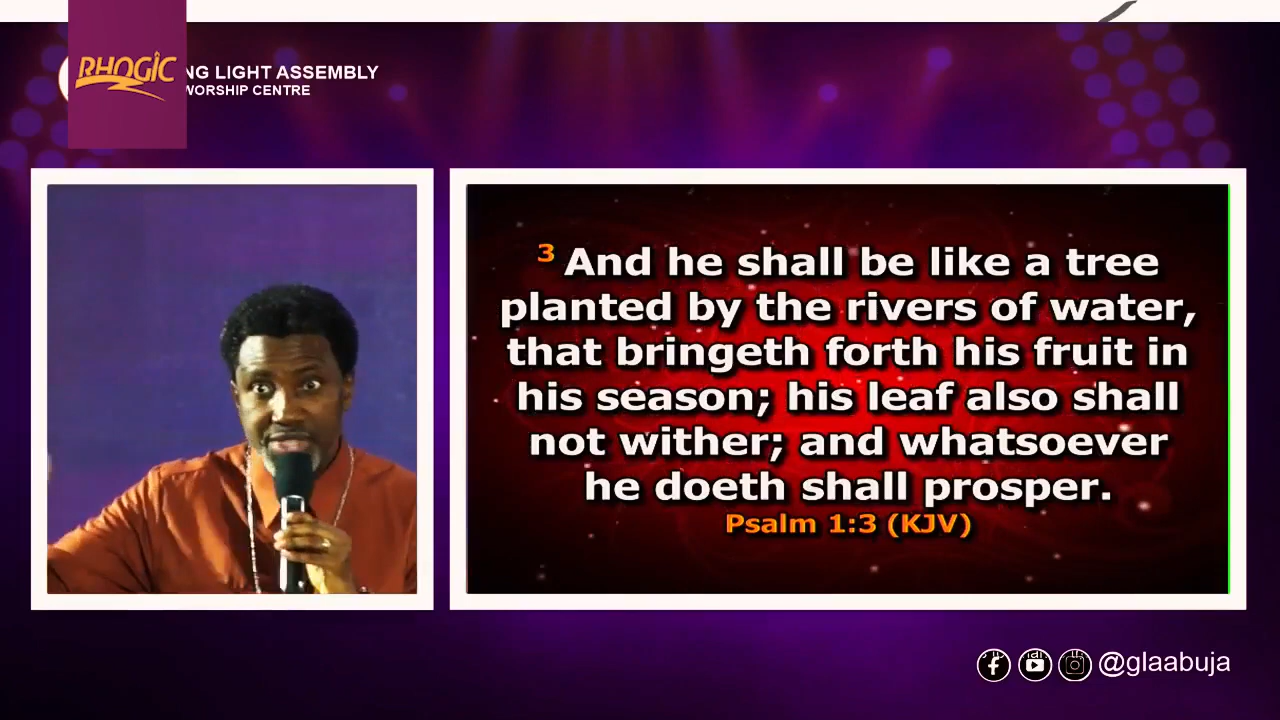 RHOGIC
NG LIGHT ASSEMBLY
WORSHIP CENTRE
3 And he shall be like a tree
planted by the rivers of water,
that bringeth forth his fruit in
his season; his leaf also shall
not wither; and whatsoever
he doeth shall prosper.
Psalm 1:3 (KJV)
@glaabuja